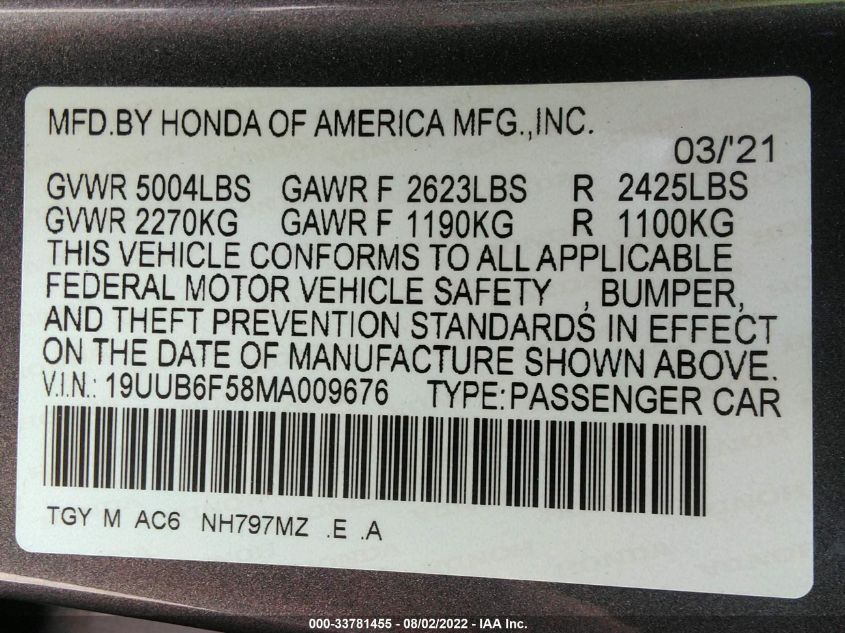 MFD.BY HONDA OF AMERICA MFG.,INC.
03/'21
GVWR 5004LBS GAWR F 2623LBS R 2425LBS
GVWR 2270KG GAWR F 1190KG R 1100KG
THIS VEHICLE CONFORMS TO ALL APPLICABLE
FEDERAL MOTOR VEHICLE SAFETY , BUMPER,
AND THEFT PREVENTION STANDARDS IN EFFECT
ON THE DATE OF MANUFACTURE SHOWN ABOVE.
V.I.N.: 19UUB6F58MA009676 TYPE:PASSENGER CAR
TGY M AC6 NH797MZ .E .A
000-33781455 - 08/02/2022 - IAA Inc.